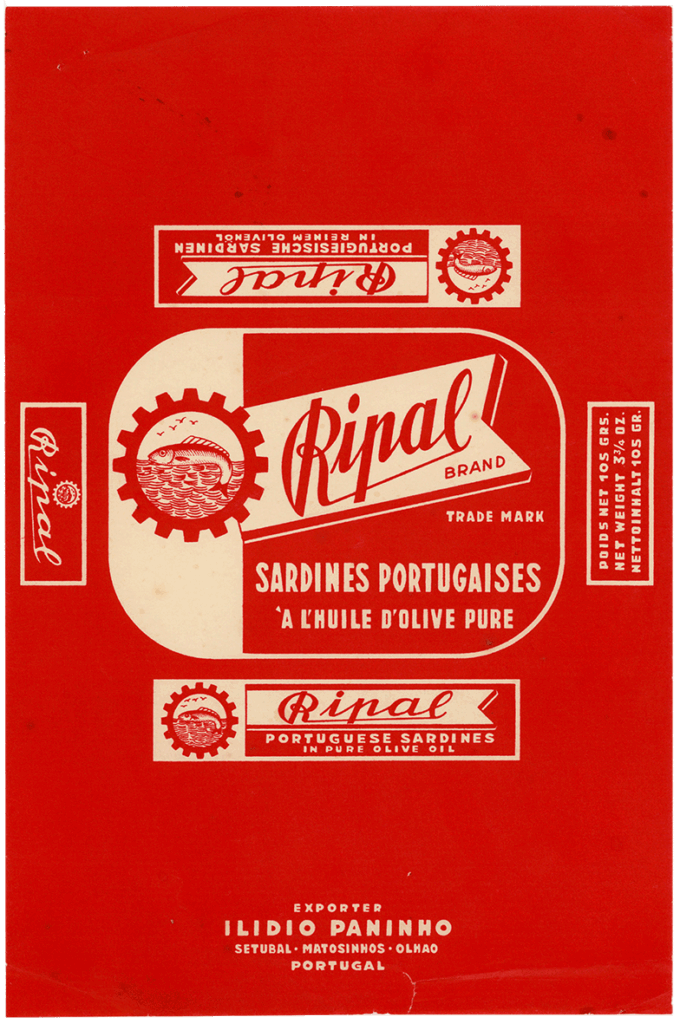 Ripal
PORTUGIESISCHE SARDINEN
IN REINEM OLIVENÖL
Ripal
BRAND
TRADE MARK
SARDINES PORTUGAISES
`A L'HUILE D'OLIVE PURE
Ripal
POIDS NET 105 GRS.
NET WEIGHT 3¾ OZ.
NETTOINHALT 105 GR.
Ripal
PORTUGUESE SARDINES
IN PURE OLIVE OIL
EXPORTER
ILIDIO PANINHO
SETUBAL · MATOSINHOS · OLHAO
PORTUGAL